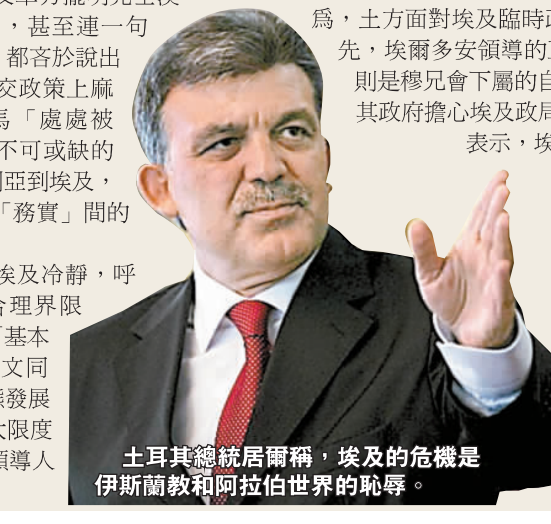 ，甚至連一句
都吝於說出
交政策上麻
「處處被
不可或缺的
亞到埃及，
「務實」間的
埃及冷靜，呼
合理界限
基本
文同
發展
大限度
領導人
爲，土方面對埃及臨時
先，埃爾多安領導的
則是穆兄會下屬的自
其政府擔心埃及政局
表示，埃
土耳其總統居爾稱，埃及的危機是
伊斯蘭教和阿拉伯世界的恥辱。